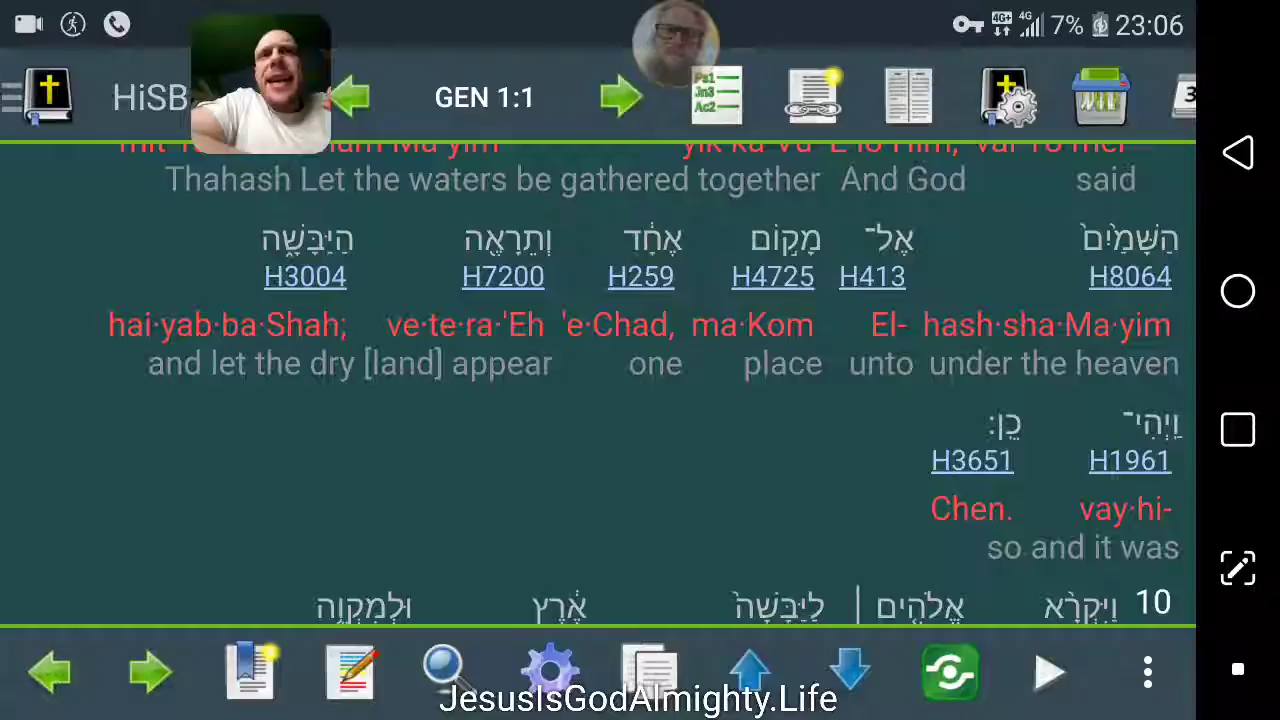 7% 23:06
HiSB GEN 1:1
Thahash Let the waters be gathered together And God said
הַשָּׁמַ֙יִם֙ אֶל־ מָק֣וֹם אֶחָ֔ד וְתֵרָאֶ֖ה הַיַּבָּשָׁ֑ה
H3004 H7200 H259 H4725 H413 H8064
hai·yab·ba·Shah; ve·te·ra·'Eh 'e·Chad, ma·Kom El- hash·sha·Ma·yim
and let the dry [land] appear one place unto under the heaven
וַֽיְהִי־ כֵֽן׃
H3651 H1961
Chen. vay·hi-
so and it was
10 וַיִּקְרָ֨א אֱלֹהִ֤ים ׀ לַיַּבָּשָׁה֙ אֶ֔רֶץ וּלְמִקְוֵ֥ה
JesusIsGodAlmighty.Life